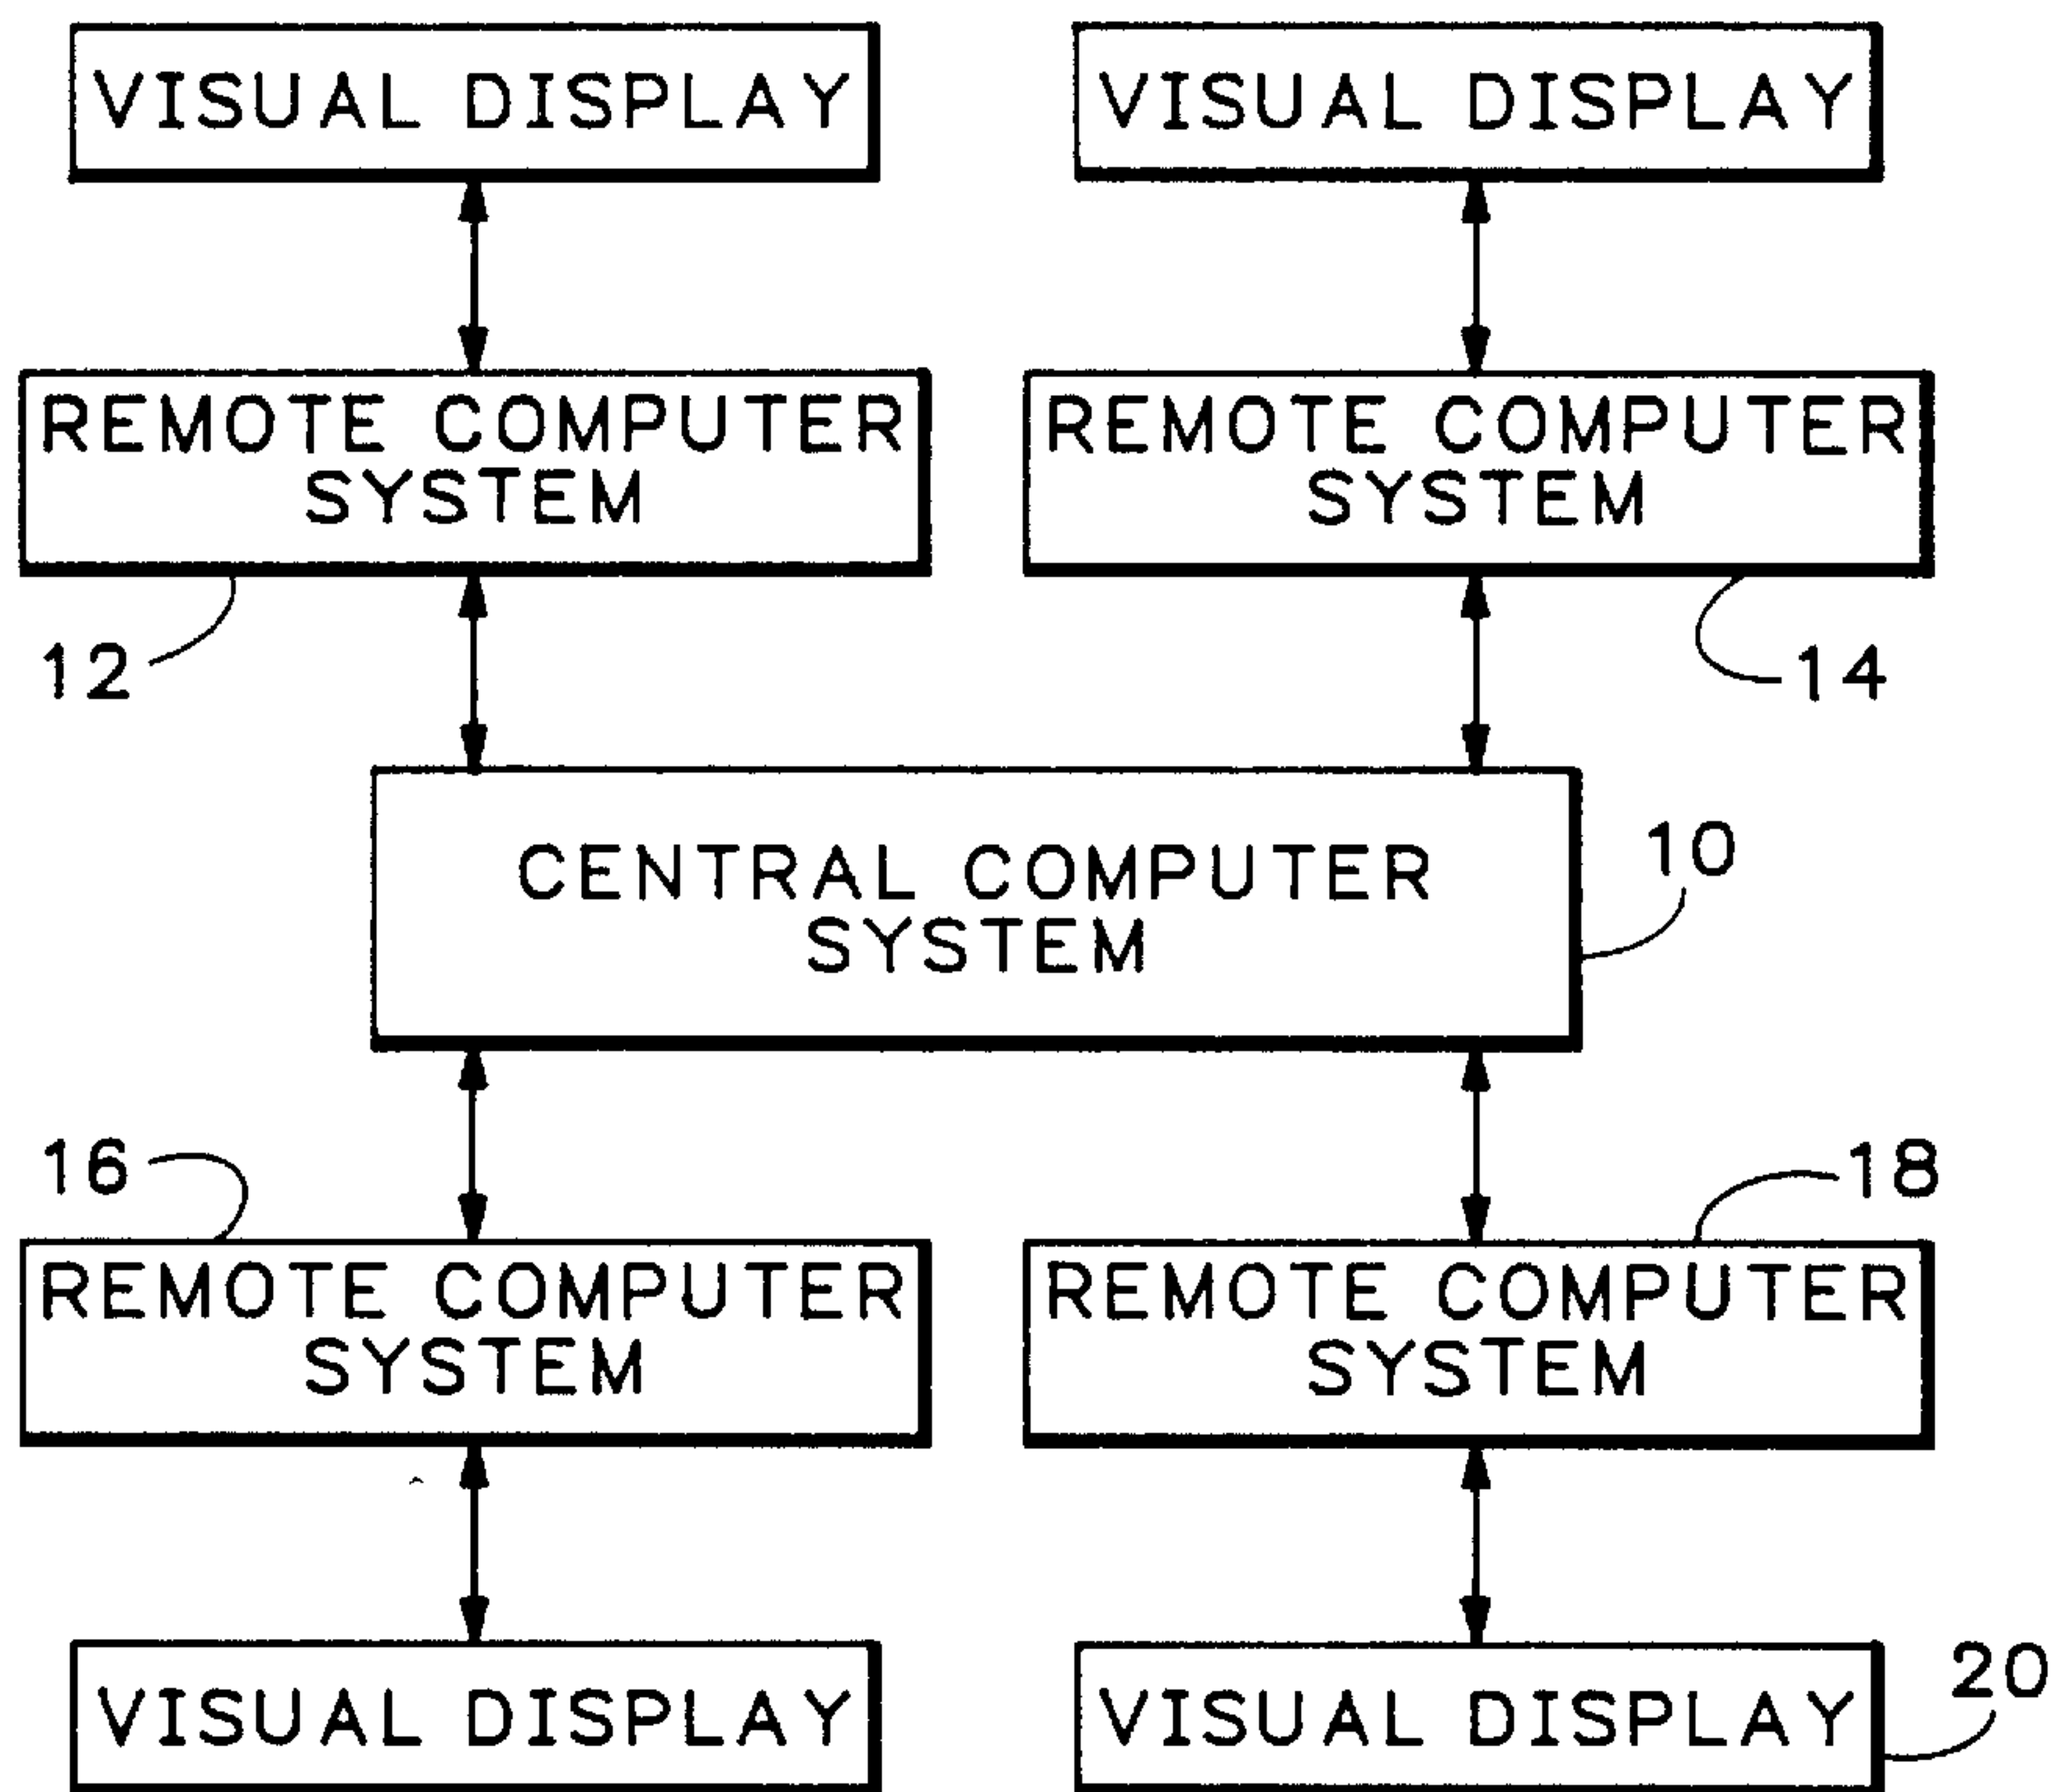 VISUAL DISPLAY
VISUAL DISPLAY
REMOTE COMPUTER
SYSTEM
REMOTE COMPUTER
SYSTEM
12
14
CENTRAL COMPUTER
SYSTEM
10
16
18
REMOTE COMPUTER
SYSTEM
REMOTE COMPUTER
SYSTEM
VISUAL DISPLAY
VISUAL DISPLAY
20